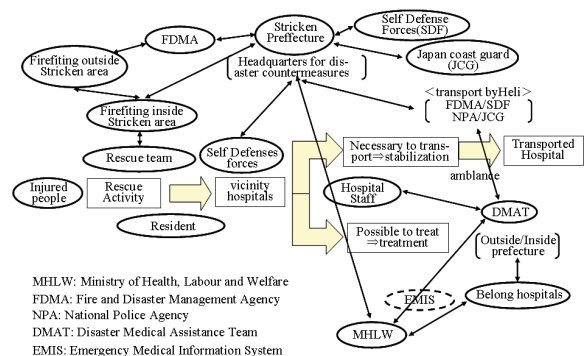 Stricken
Preffecture
Self Defense
Forces(SDF)
FDMA
Firefiting outside
Stricken area
Japan coast guard
(JCG)
Headquarters for dis-
aster countermeasures
<transport byHeli>
FDMA/SDF
NPA/JCG
Firefiting inside
Stricken area
Rescue team
Self Defenses
forces
Necessary to trans-
port⇒stabilization
Transported
Hospital
amblance
Injured
people
Rescue
Activity
vicinity
hospitals
Hospital
Staff
DMAT
Resident
Possible to treat
⇒treatment
Outside/Inside
prefecture
MHLW: Ministry of Health, Labour and Welfare
FDMA: Fire and Disaster Management Agency
NPA: National Police Agency
DMAT: Disaster Medical Assistance Team
EMIS: Emergency Medical Information System
EMIS
Belong hospitals
MHLW